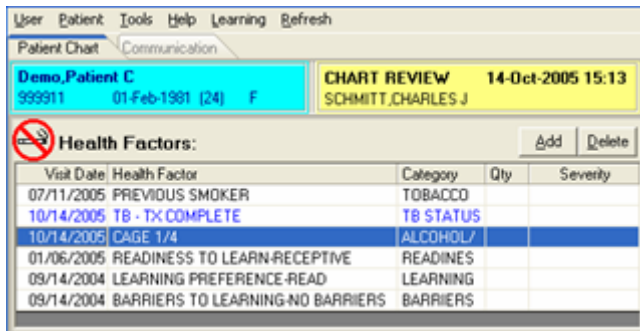 User Patient Tools Help Learning Refresh
Patient Chart Communication
Demo,Patient C CHART REVIEW 14-Oct-2005 15:13
999911 01-Feb-1981 (24) F SCHMITT,CHARLES J
Health Factors: Add Delete
Visit Date Health Factor Category Qty Severity
07/11/2005 PREVIOUS SMOKER TOBACCO
10/14/2005 TB - TX COMPLETE TB STATUS
10/14/2005 CAGE 1/4 ALCOHOL/
01/06/2005 READINESS TO LEARN-RECEPTIVE READINES
09/14/2004 LEARNING PREFERENCE-READ LEARNING
09/14/2004 BARRIERS TO LEARNING-NO BARRIERS BARRIERS